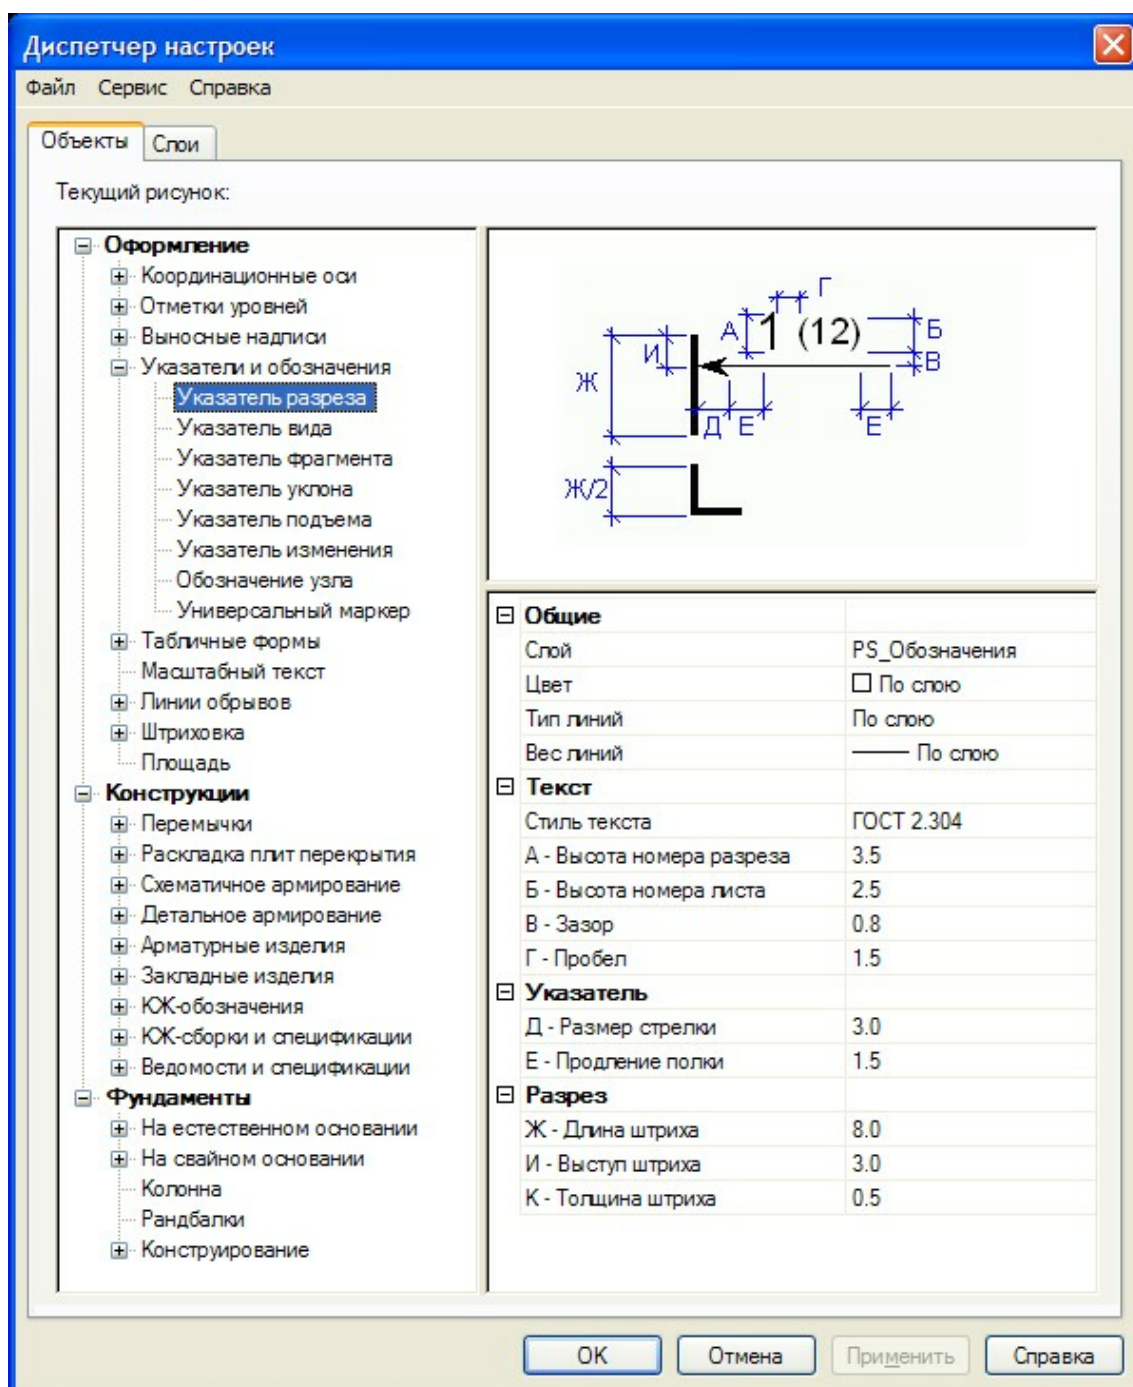 Диспетчер настроек
Файл Сервис Справка
Объекты Слои
Текущий рисунок:
Оформление
Координационные оси
Отметки уровней
Выносные надписи
Указатели и обозначения
Указатель разреза
Указатель вида
Указатель фрагмента
Указатель уклона
Указатель подъема
Указатель изменения
Обозначение узла
Универсальный маркер
Табличные формы
Масштабный текст
Линии обрывов
Штриховка
Площадь
Конструкции
Перемычки
Раскладка плит перекрытия
Схематичное армирование
Детальное армирование
Арматурные изделия
Закладные изделия
КЖ-обозначения
КЖ-сборки и спецификации
Ведомости и спецификации
Фундаменты
На естественном основании
На свайном основании
Колонна
Рандбалки
Конструирование
Г
А 1 (12) Б
И В
Ж
Д Е Е
Ж/2
Общие
Слой PS_Обозначения
Цвет По слою
Тип линий По слою
Вес линий По слою
Текст
Стиль текста ГОСТ 2.304
А - Высота номера разреза 3.5
Б - Высота номера листа 2.5
В - Зазор 0.8
Г - Пробел 1.5
Указатель
Д - Размер стрелки 3.0
Е - Продление полки 1.5
Разрез
Ж - Длина штриха 8.0
И - Выступ штриха 3.0
К - Толщина штриха 0.5
ОК Отмена Применить Справка